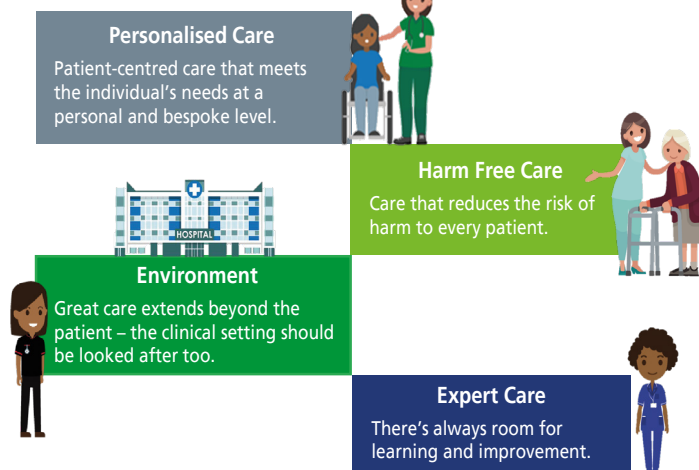 Personalised Care
Patient-centred care that meets
the individual’s needs at a
personal and bespoke level.
Harm Free Care
Care that reduces the risk of
harm to every patient.
HOSPITAL
Environment
Great care extends beyond the
patient – the clinical setting should
be looked after too.
Expert Care
There’s always room for
learning and improvement.